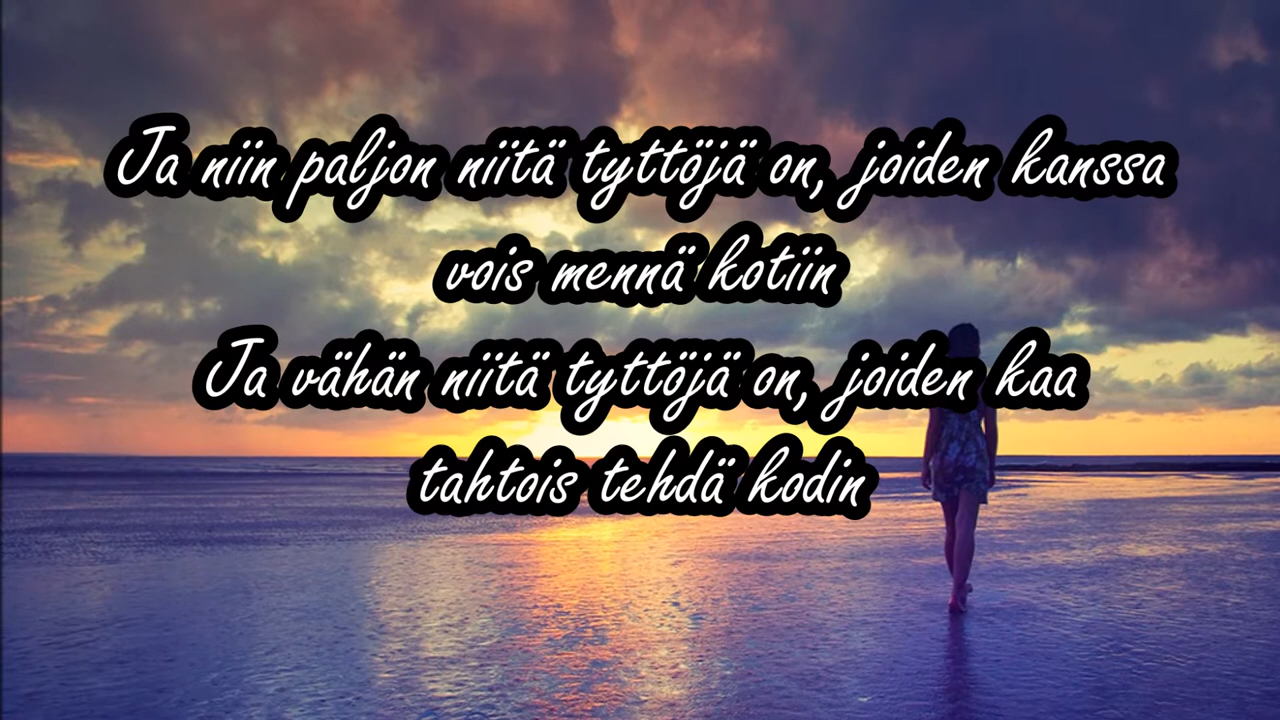 Ja niin paljon niitä tyttöjä on, joiden kanssa
vois mennä kotiin
Ja vähän niitä tyttöjä on, joiden kaa
tahtois tehdä kodin